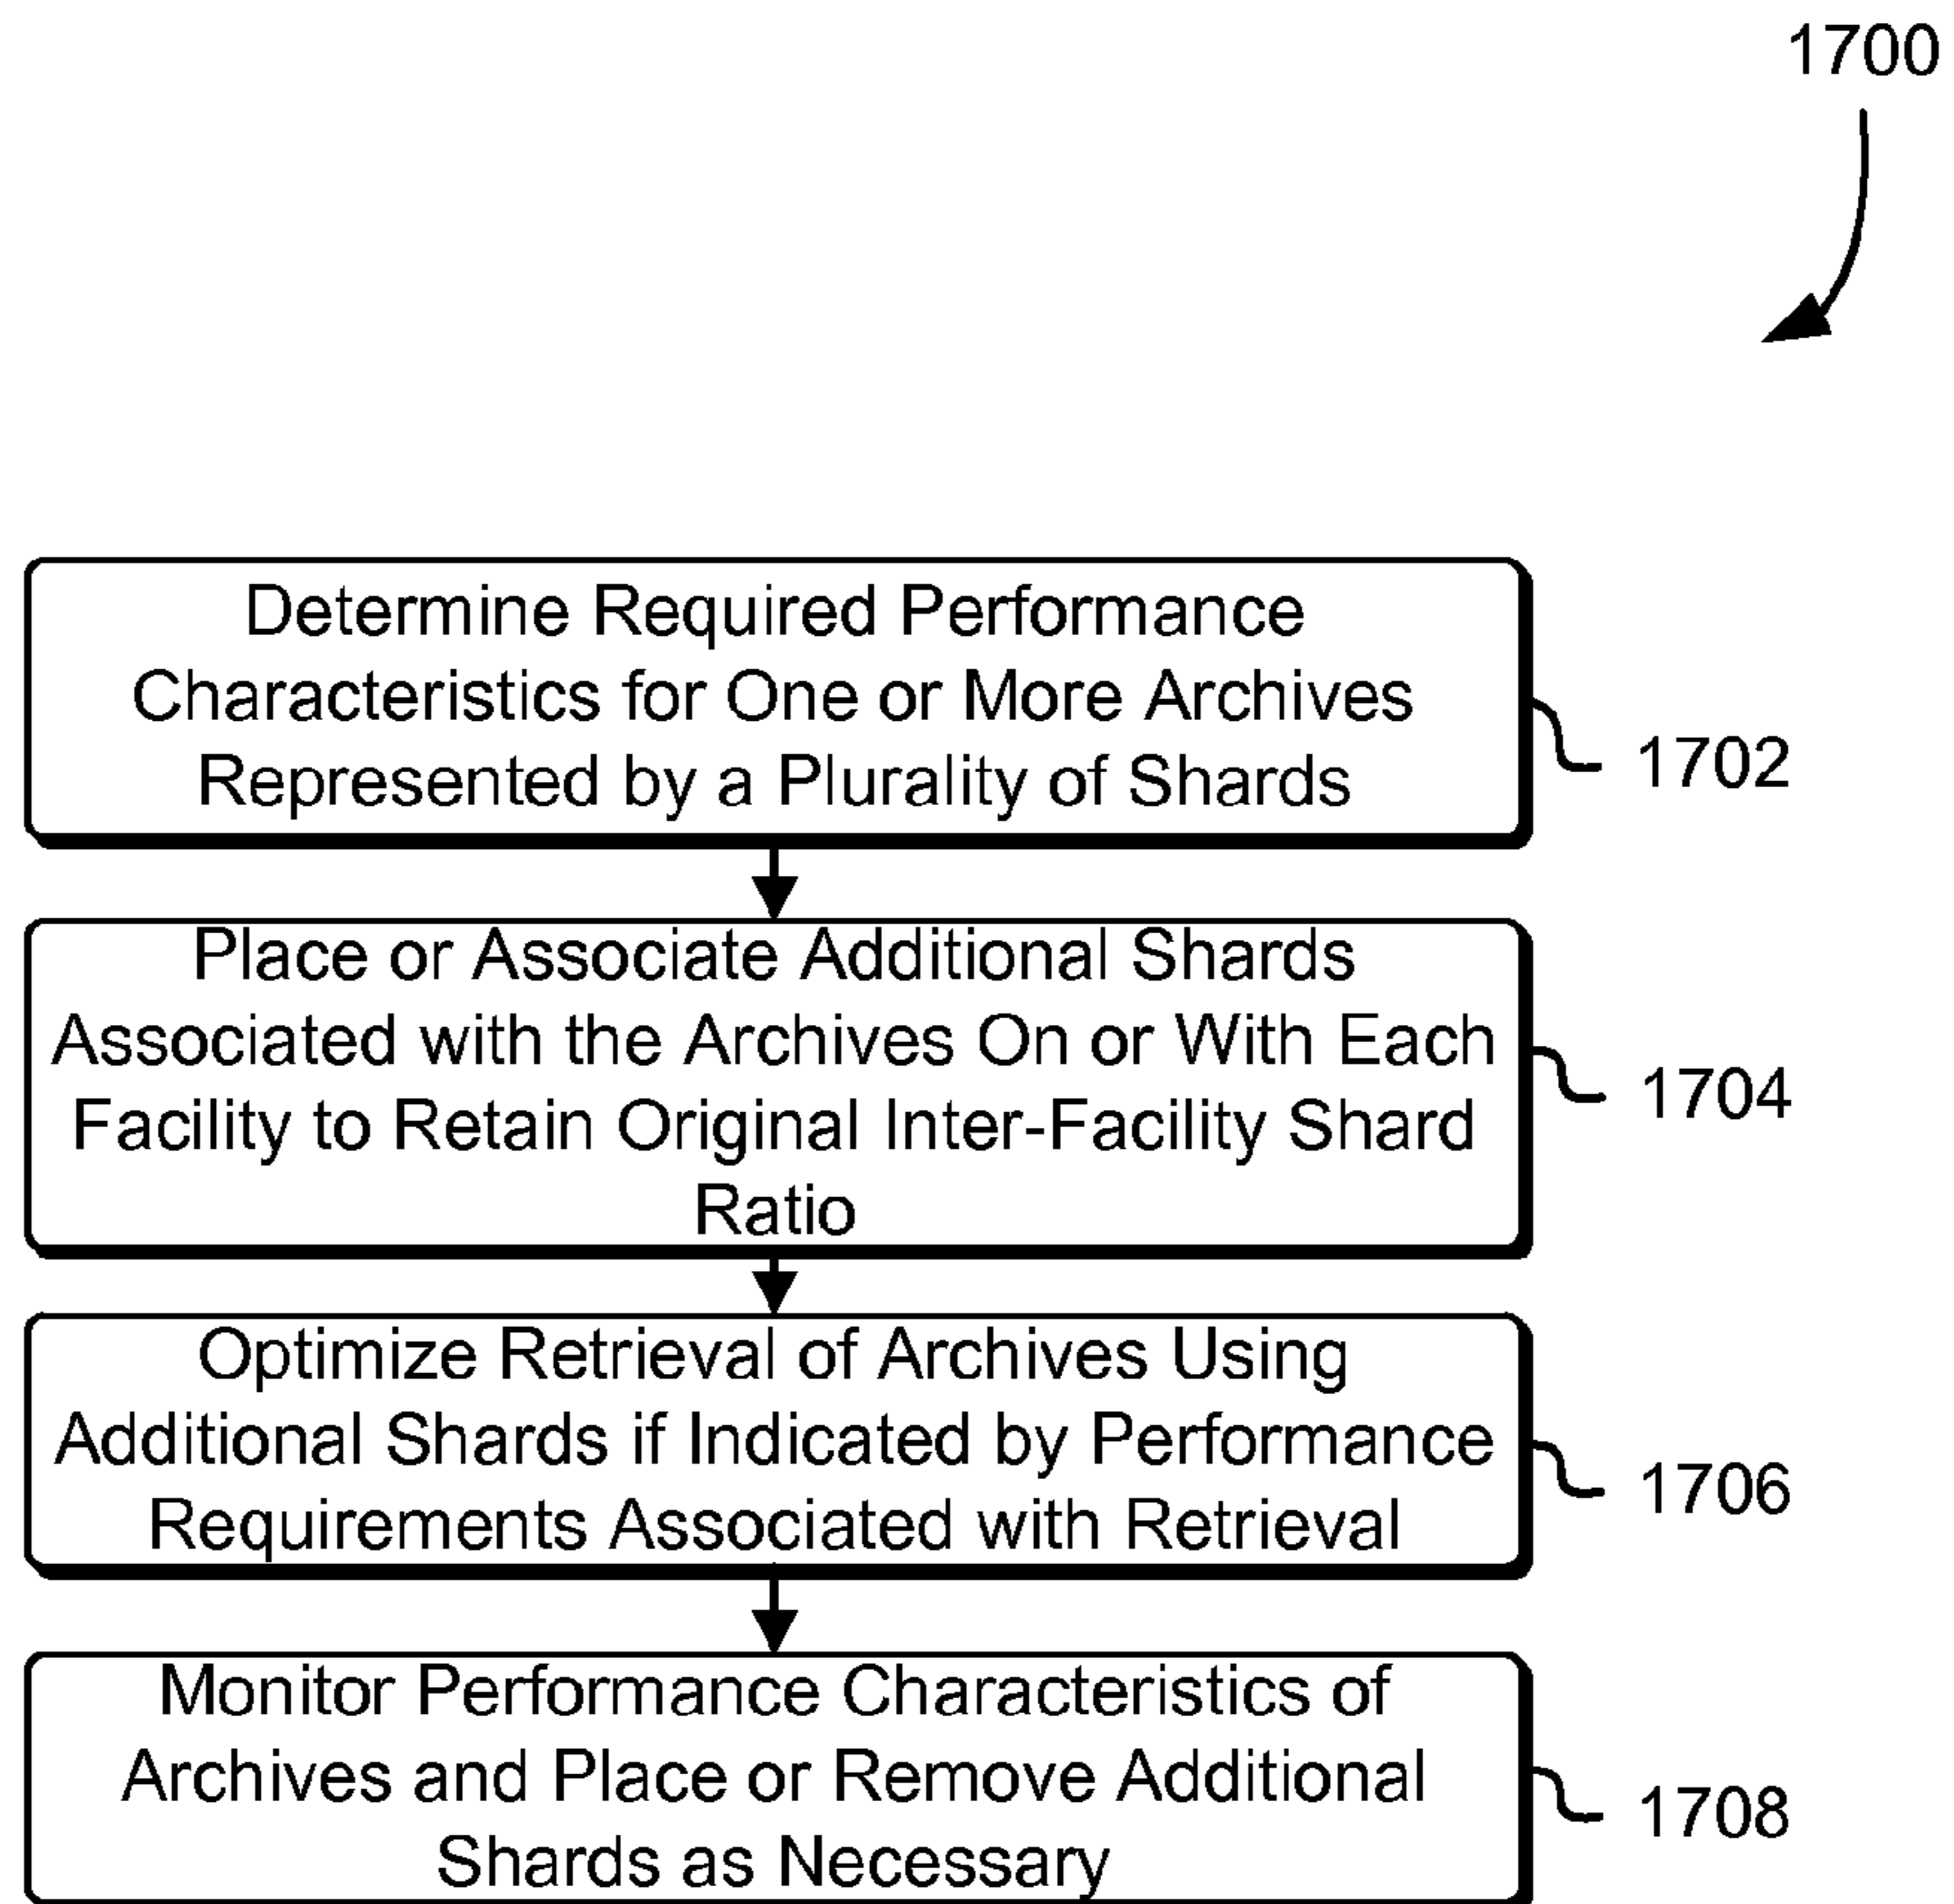 1700
Determine Required Performance
Characteristics for One or More Archives
Represented by a Plurality of Shards
1702
Place or Associate Additional Shards
Associated with the Archives On or With Each
Facility to Retain Original Inter-Facility Shard
Ratio
1704
Optimize Retrieval of Archives Using
Additional Shards if Indicated by Performance
Requirements Associated with Retrieval
1706
Monitor Performance Characteristics of
Archives and Place or Remove Additional
Shards as Necessary
1708